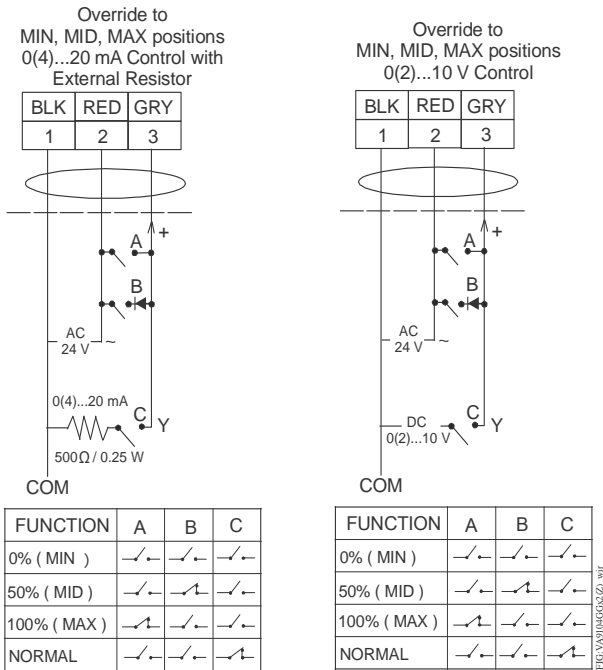 Override to
MIN, MID, MAX positions
0(4)...20 mA Control with
External Resistor
BLK RED GRY
1 2 3
A +
B
AC
24 V ~
0(4)...20 mA
C Y
500Ω / 0.25 W
COM
FUNCTION A B C
0% ( MIN )
50% ( MID )
100% ( MAX )
NORMAL
Override to
MIN, MID, MAX positions
0(2)...10 V Control
BLK RED GRY
1 2 3
A +
B
AC
24 V ~
DC
0(2)...10 V
C Y
COM
FUNCTION A B C
0% ( MIN )
50% ( MID )
100% ( MAX )
NORMAL
FIG:VA9104GGx2(Z)_wir